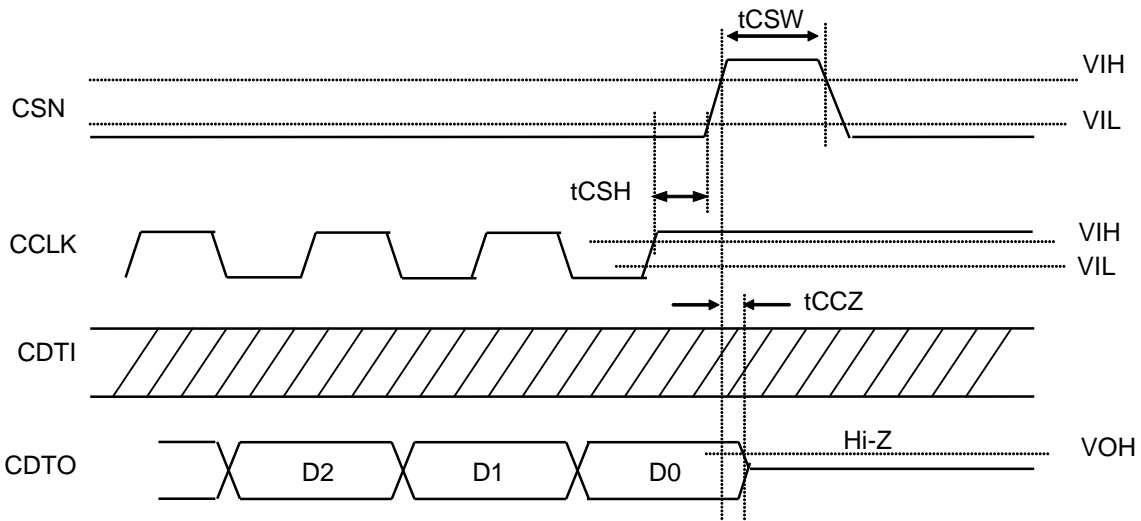 tCSW
VIH
CSN
VIL
tCSH
CCLK
VIH
VIL
tCCZ
CDTI
CDTO
D2
D1
D0
Hi-Z
VOH